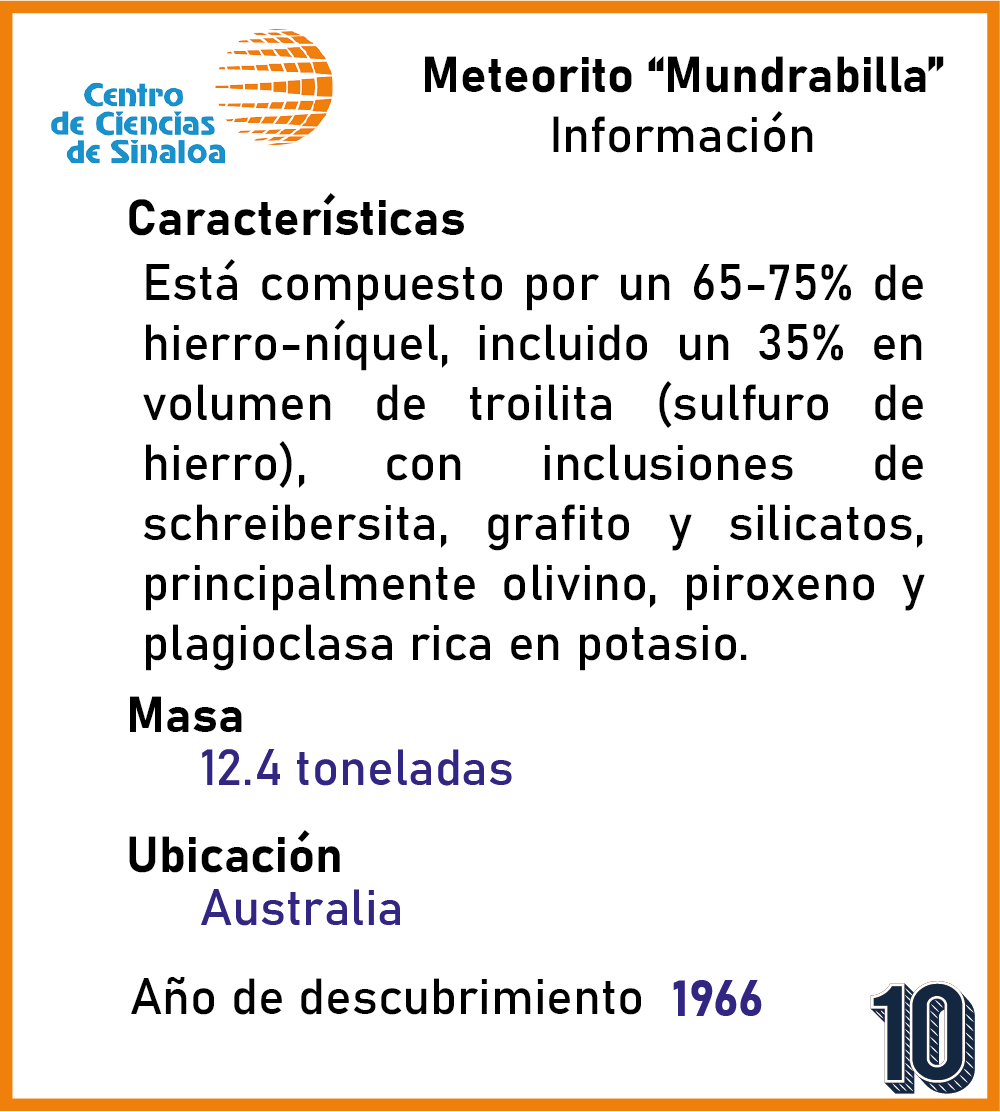 Centro
de Ciencias
de Sinaloa
Meteorito “Mundrabilla”
Información
Características
Está compuesto por un 65-75% de
hierro-níquel, incluido un 35% en
volumen de troilita (sulfuro de
hierro), con inclusiones de
schreibersita, grafito y silicatos,
principalmente olivino, piroxeno y
plagioclasa rica en potasio.
Masa
12.4 toneladas
Ubicación
Australia
Año de descubrimiento 1966
10